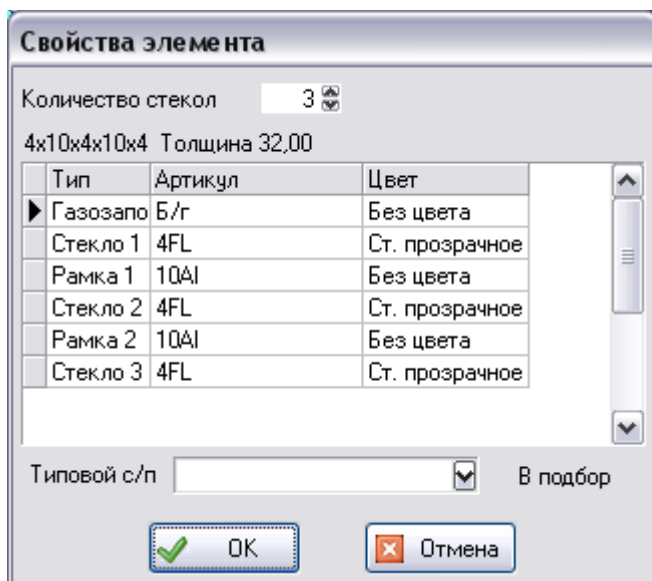 Свойства элемента
Количество стекол 3
4x10x4x10x4 Толщина 32,00
Тип Артикул Цвет
Газозапо Б/г Без цвета
Стекло 1 4FL Ст. прозрачное
Рамка 1 10Al Без цвета
Стекло 2 4FL Ст. прозрачное
Рамка 2 10Al Без цвета
Стекло 3 4FL Ст. прозрачное
Типовой с/п В подбор
OK Отмена